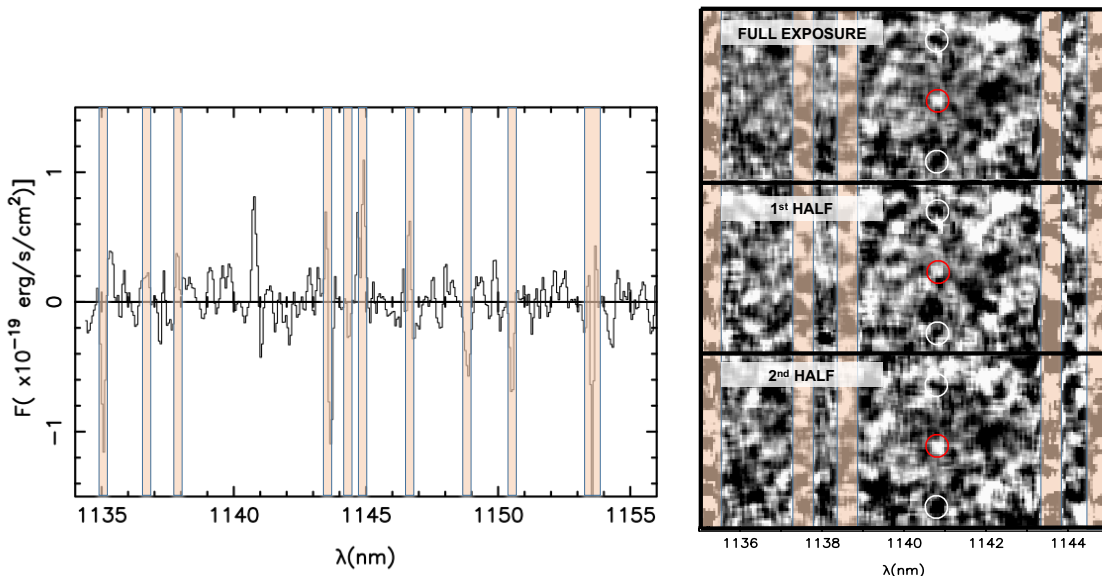 F( x10⁻¹⁹ erg/s/cm²)]
1
0
−1
1135
1140
1145
1150
1155
λ(nm)
FULL EXPOSURE
1ˢᵗ HALF
2ⁿᵈ HALF
1136
1138
1140
1142
1144
λ(nm)